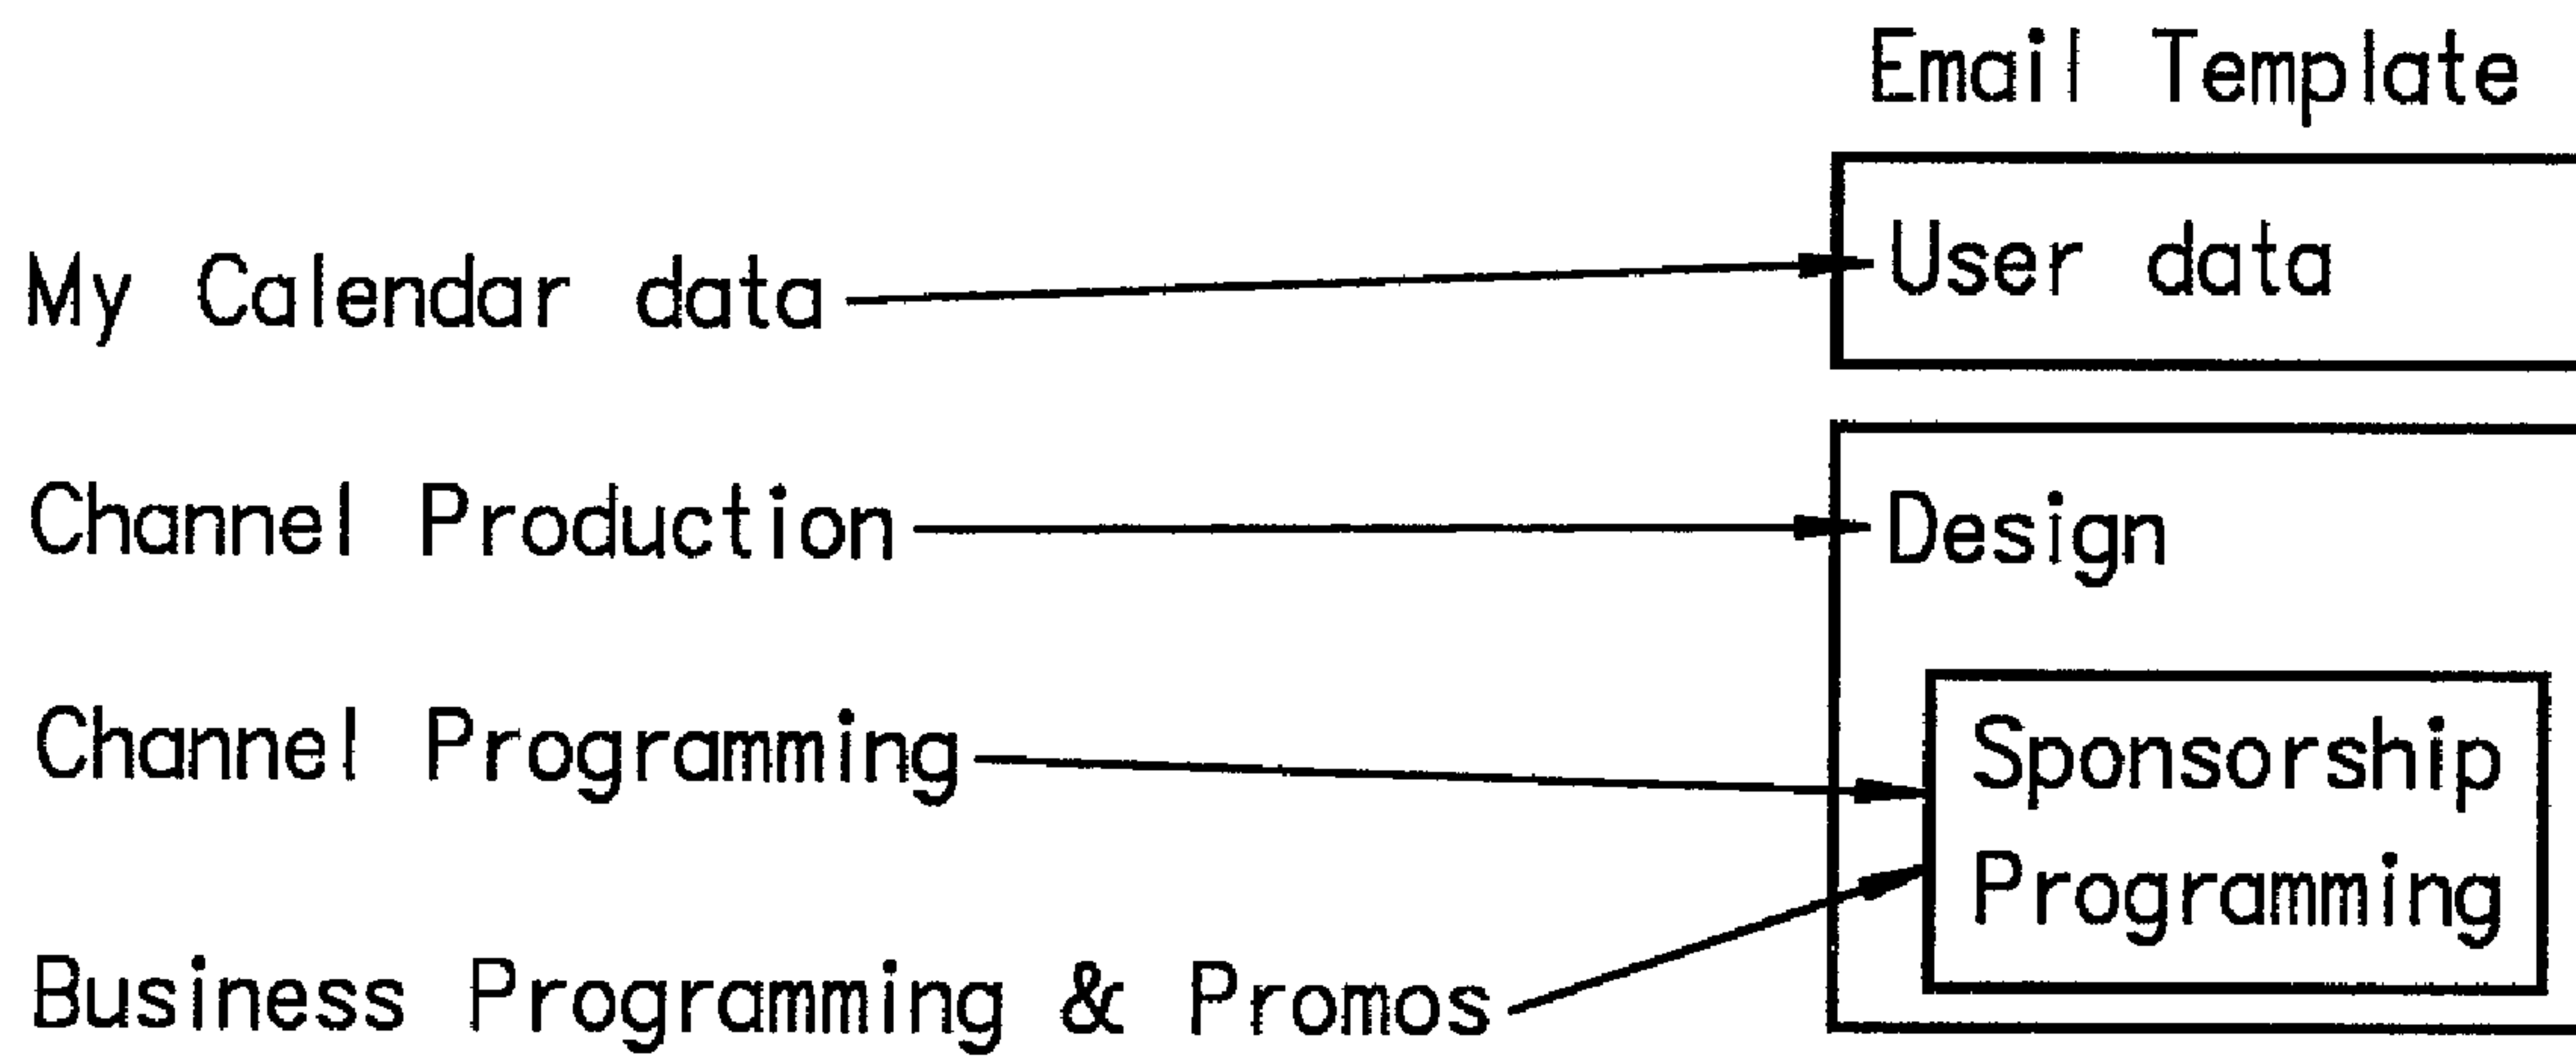 Email Template
My Calendar data
User data
Channel Production
Design
Channel Programming
Sponsorship
Programming
Business Programming & Promos